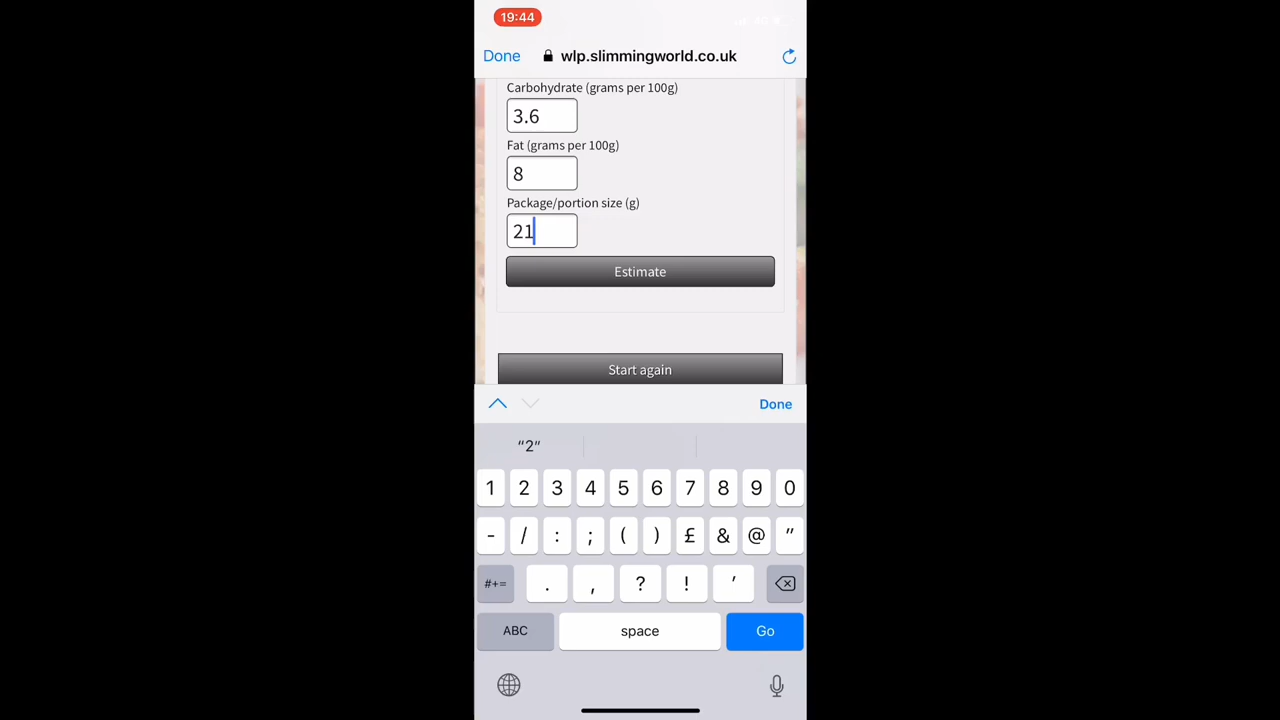 19:44
Done wlp.slimmingworld.co.uk
Carbohydrate (grams per 100g)
3.6
Fat (grams per 100g)
8
Package/portion size (g)
21
Estimate
Start again
Done
“2”
1 2 3 4 5 6 7 8 9 0
- / : ; ( ) £ & @ ”
#+= . , ? ! ’
ABC space Go